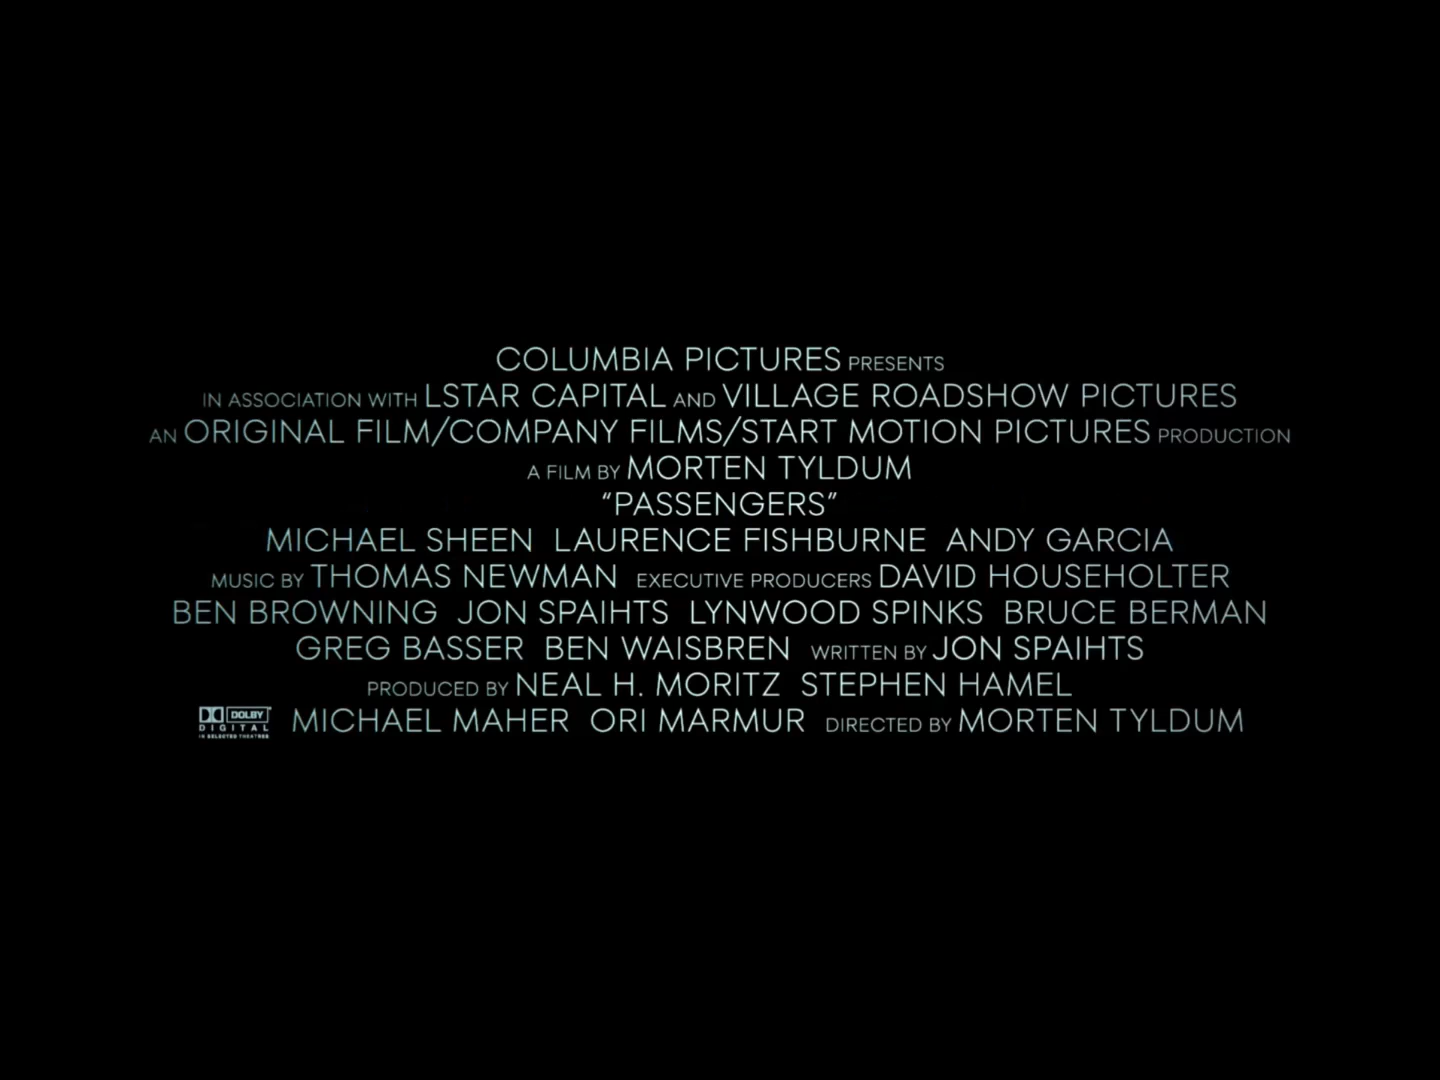 COLUMBIA PICTURES PRESENTS
IN ASSOCIATION WITH LSTAR CAPITAL AND VILLAGE ROADSHOW PICTURES
AN ORIGINAL FILM/COMPANY FILMS/START MOTION PICTURES PRODUCTION
A FILM BY MORTEN TYLDUM
“PASSENGERS”
MICHAEL SHEEN LAURENCE FISHBURNE ANDY GARCIA
MUSIC BY THOMAS NEWMAN EXECUTIVE PRODUCERS DAVID HOUSEHOLTER
BEN BROWNING JON SPAIHTS LYNWOOD SPINKS BRUCE BERMAN
GREG BASSER BEN WAISBREN WRITTEN BY JON SPAIHTS
PRODUCED BY NEAL H. MORITZ STEPHEN HAMEL
MICHAEL MAHER ORI MARMUR DIRECTED BY MORTEN TYLDUM
DOLBY
DIGITAL
IN SELECTED THEATRES